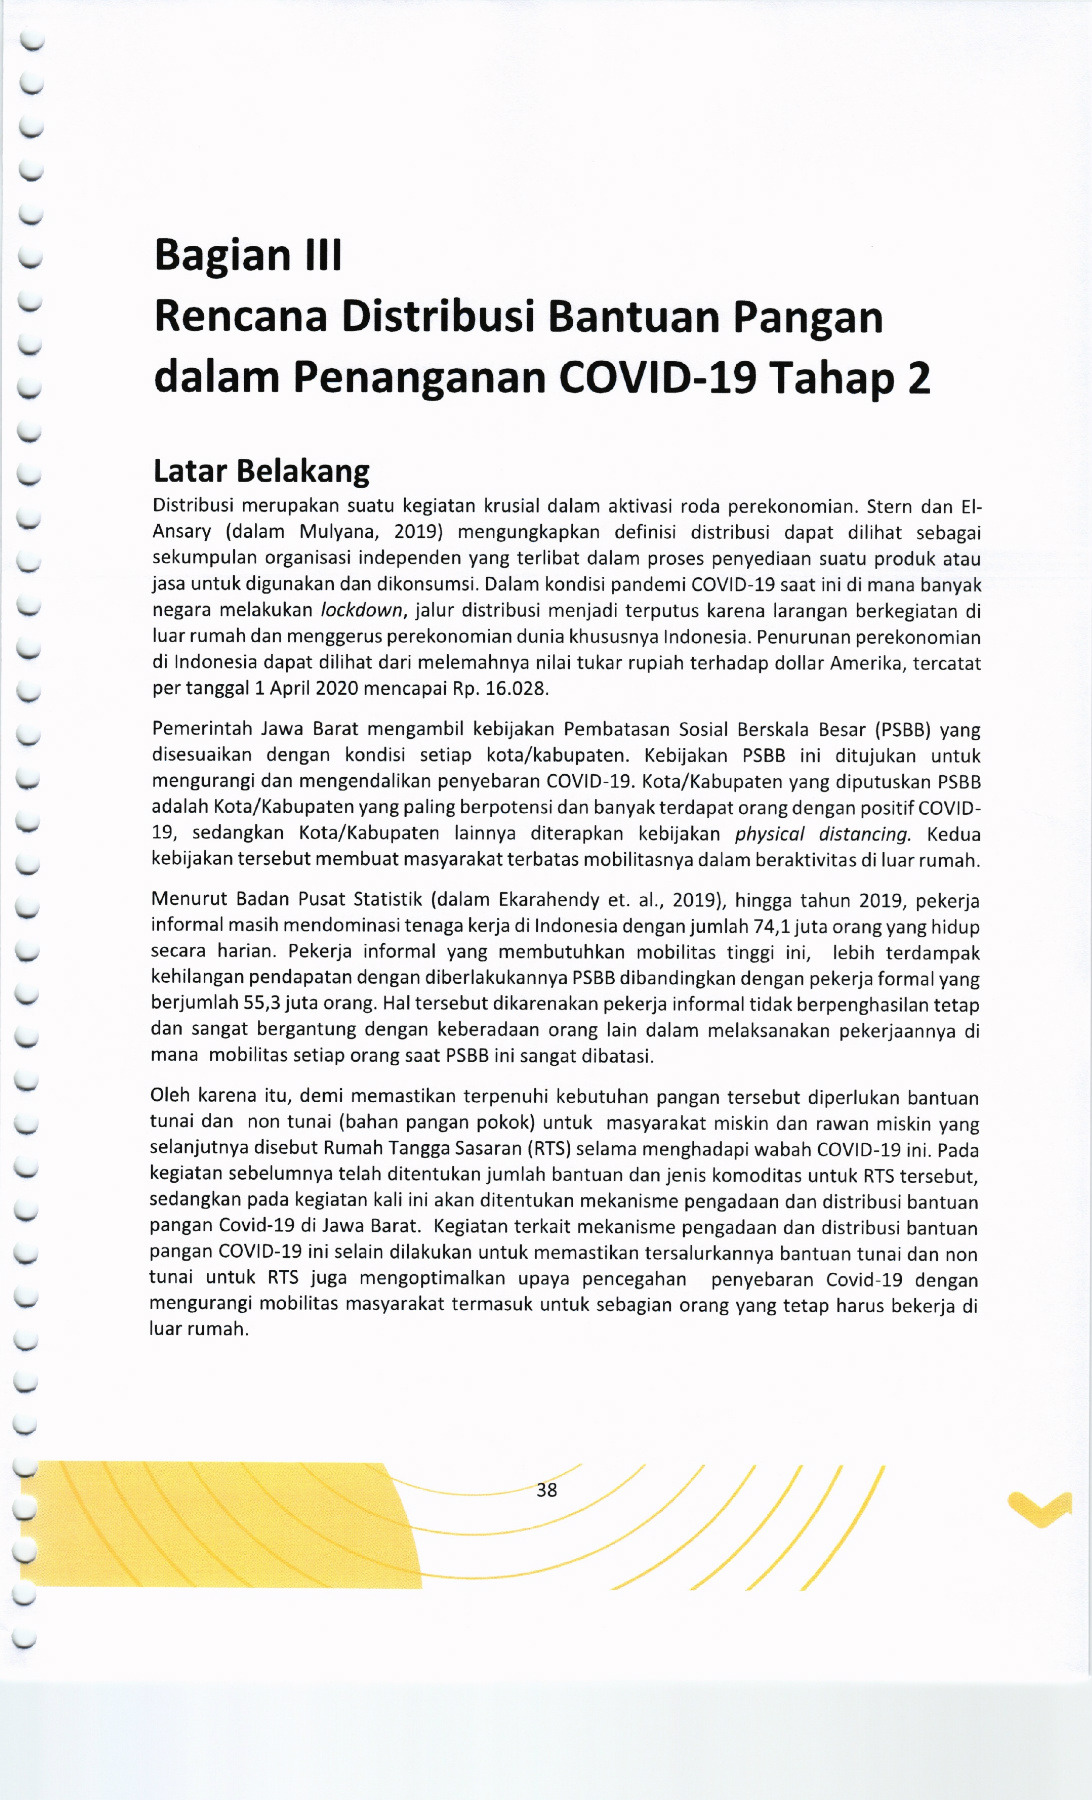 Bagian III
Rencana Distribusi Bantuan Pangan
dalam Penanganan COVID-19 Tahap 2
Latar Belakang
Distribusi merupakan suatu kegiatan krusial dalam aktivasi roda perekonomian. Stern dan El-
Ansary (dalam Mulyana, 2019) mengungkapkan definisi distribusi dapat dilihat sebagai
sekumpulan organisasi independen yang terlibat dalam proses penyediaan suatu produk atau
jasa untuk digunakan dan dikonsumsi. Dalam kondisi pandemi COVID-19 saat ini di mana banyak
negara melakukan lockdown, jalur distribusi menjadi terputus karena larangan berkegiatan di
luar rumah dan menggerus perekonomian dunia khususnya Indonesia. Penurunan perekonomian
di Indonesia dapat dilihat dari melemahnya nilai tukar rupiah terhadap dollar Amerika, tercatat
per tanggal 1 April 2020 mencapai Rp. 16.028.
Pemerintah Jawa Barat mengambil kebijakan Pembatasan Sosial Berskala Besar (PSBB) yang
disesuaikan dengan kondisi setiap kota/kabupaten. Kebijakan PSBB ini ditujukan untuk
mengurangi dan mengendalikan penyebaran COVID-19. Kota/Kabupaten yang diputuskan PSBB
adalah Kota/Kabupaten yang paling berpotensi dan banyak terdapat orang dengan positif COVID-
19, sedangkan Kota/Kabupaten lainnya diterapkan kebijakan physical distancing. Kedua
kebijakan tersebut membuat masyarakat terbatas mobilitasnya dalam beraktivitas di luar rumah.
Menurut Badan Pusat Statistik (dalam Ekarahendy et. al., 2019), hingga tahun 2019, pekerja
informal masih mendominasi tenaga kerja di Indonesia dengan jumlah 74,1 juta orang yang hidup
secara harian. Pekerja informal yang membutuhkan mobilitas tinggi ini, lebih terdampak
kehilangan pendapatan dengan diberlakukannya PSBB dibandingkan dengan pekerja formal yang
berjumlah 55,3 juta orang. Hal tersebut dikarenakan pekerja informal tidak berpenghasilan tetap
dan sangat bergantung dengan keberadaan orang lain dalam melaksanakan pekerjaannya di
mana mobilitas setiap orang saat PSBB ini sangat dibatasi.
Oleh karena itu, demi memastikan terpenuhi kebutuhan pangan tersebut diperlukan bantuan
tunai dan non tunai (bahan pangan pokok) untuk masyarakat miskin dan rawan miskin yang
selanjutnya disebut Rumah Tangga Sasaran (RTS) selama menghadapi wabah COVID-19 ini. Pada
kegiatan sebelumnya telah ditentukan jumlah bantuan dan jenis komoditas untuk RTS tersebut,
sedangkan pada kegiatan kali ini akan ditentukan mekanisme pengadaan dan distribusi bantuan
pangan Covid-19 di Jawa Barat. Kegiatan terkait mekanisme pengadaan dan distribusi bantuan
pangan COVID-19 ini selain dilakukan untuk memastikan tersalurkannya bantuan tunai dan non
tunai untuk RTS juga mengoptimalkan upaya pencegahan penyebaran Covid-19 dengan
mengurangi mobilitas masyarakat termasuk untuk sebagian orang yang tetap harus bekerja di
luar rumah.
38